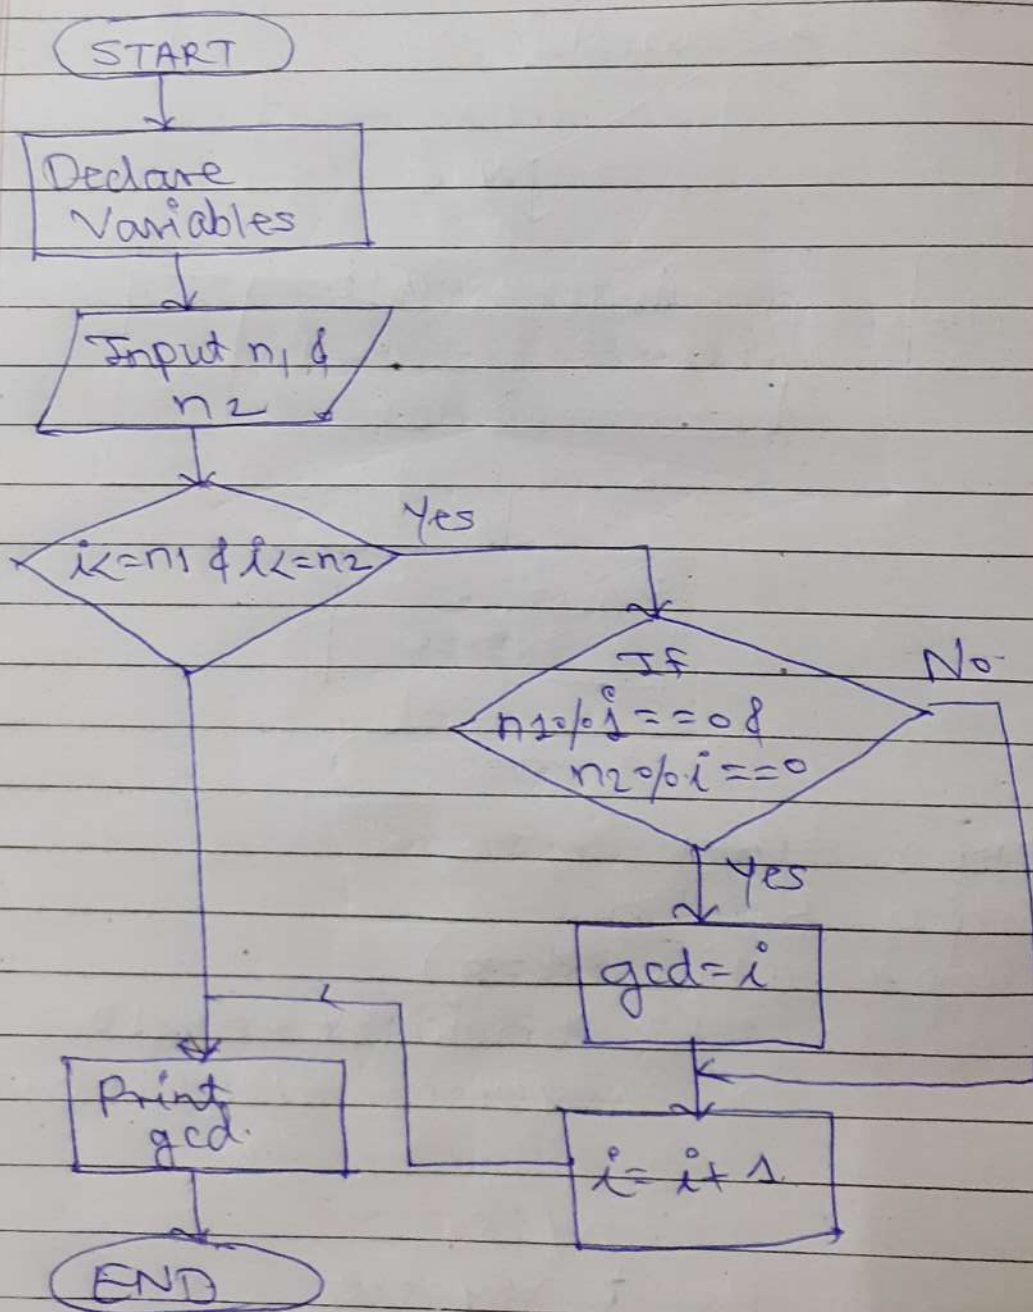 START
Declare
Variables
Input n1 &
n2
i<=n1 & i<=n2
Yes
If
No
n1%i==0 &
n2%i==0
Yes
gcd=i
Print
gcd.
i=i+1
END